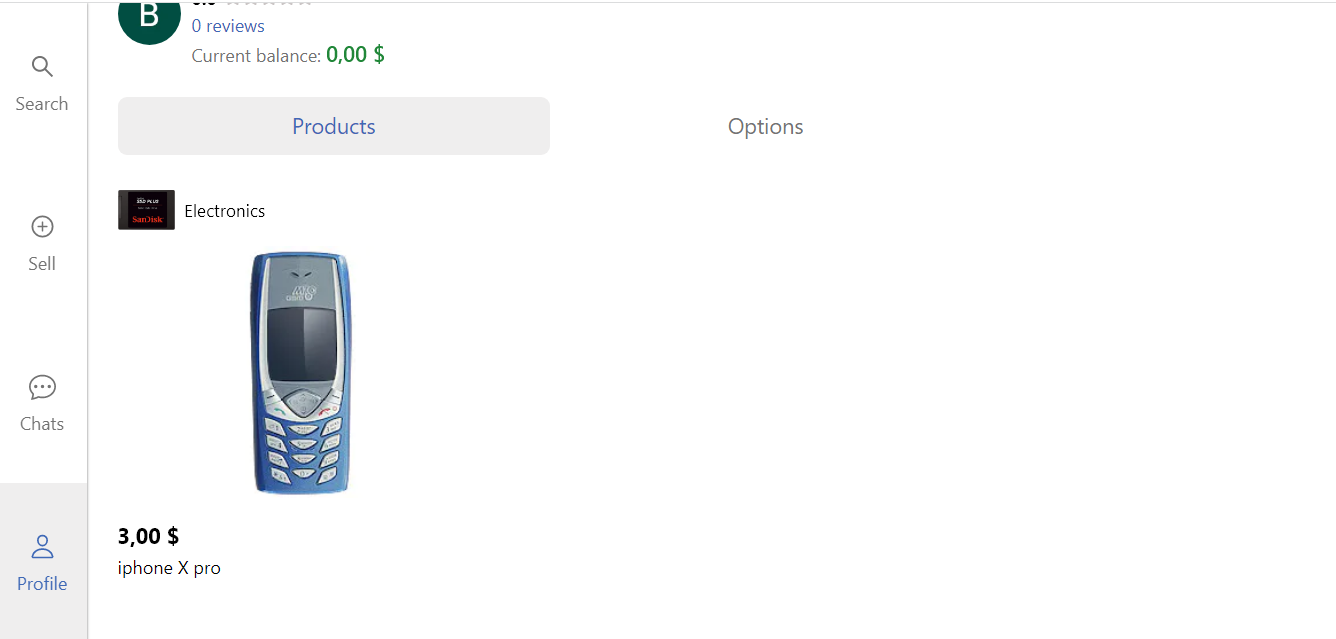 B
0 reviews
Current balance: 0,00 $
Search
Products
Options
SSD PLUS
SanDisk
Electronics
Sell
Chats
3,00 $
iphone X pro
Profile